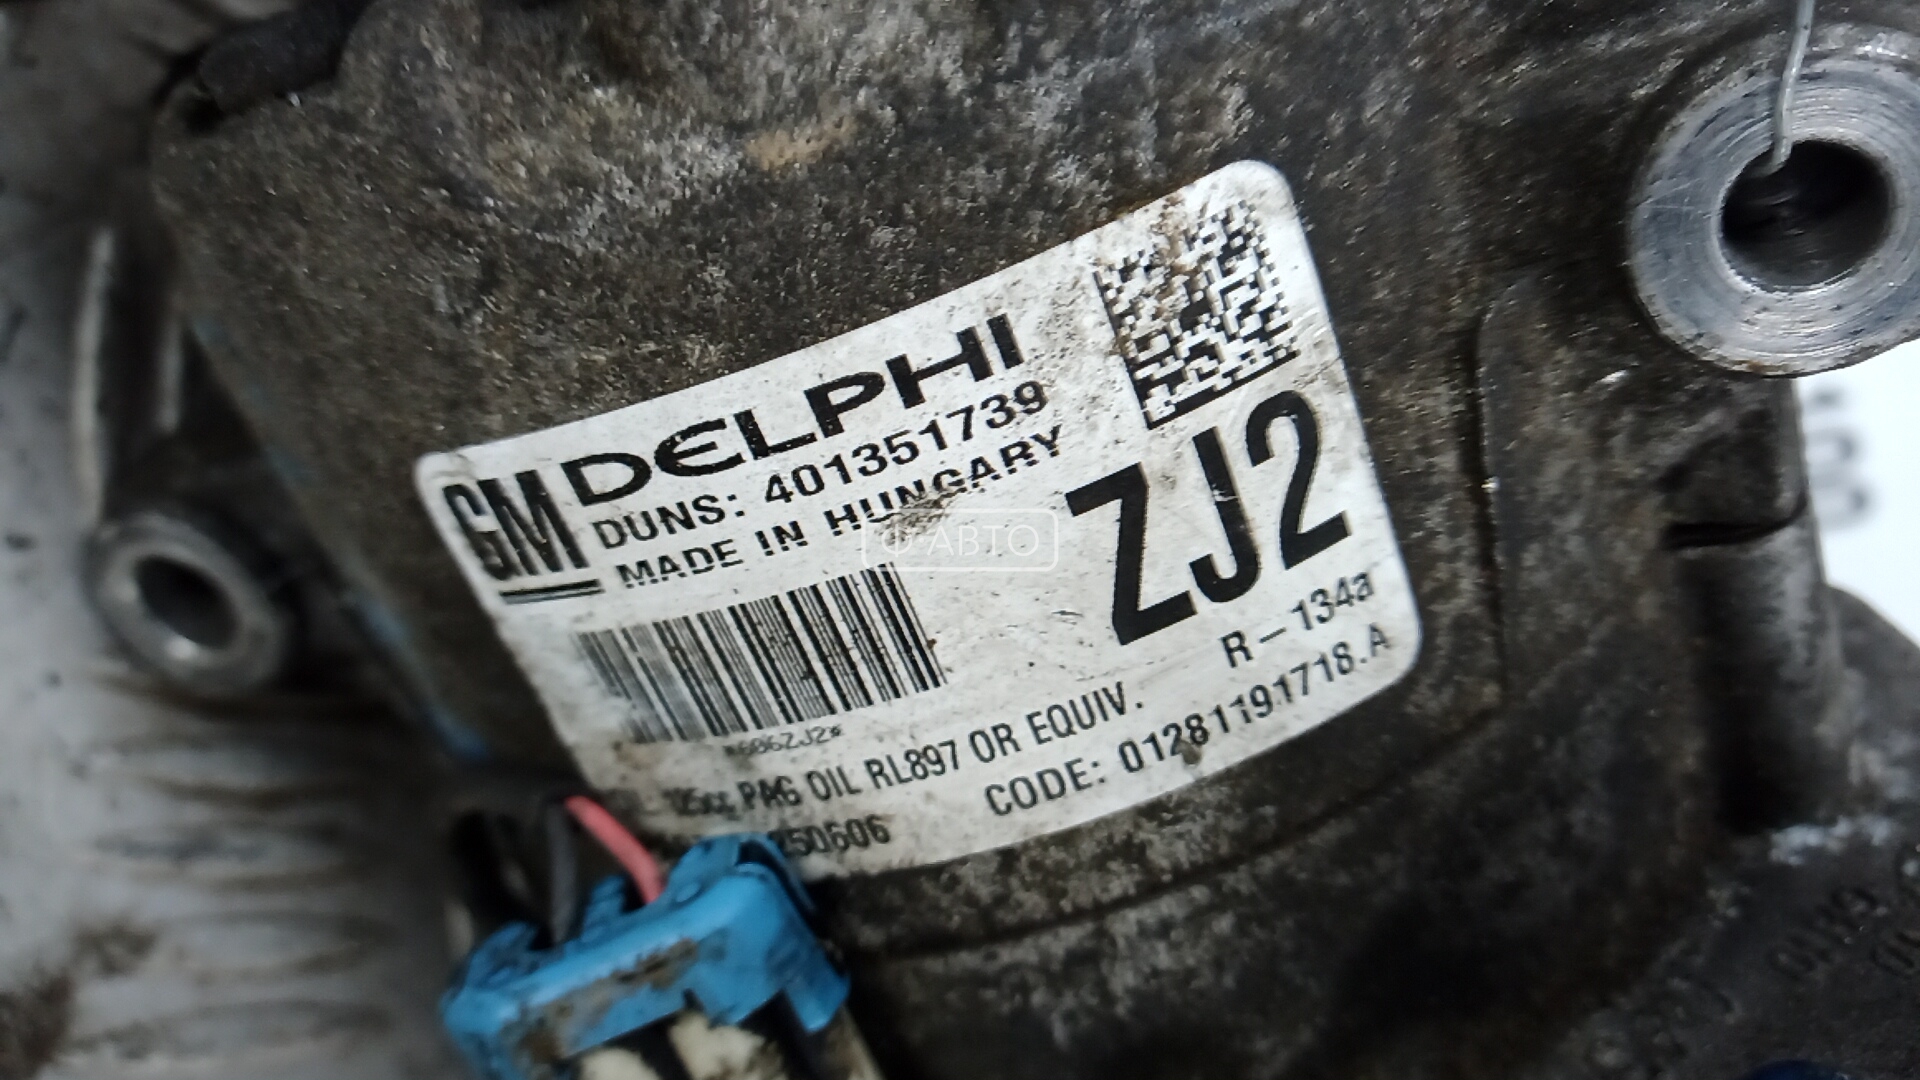 GM DELPHI
DUNS: 401351739
MADE IN HUNGARY
ZJ2
R-134a
PAG OIL RL897 OR EQUIV.
CODE: 01281191718.A
J-АВТО